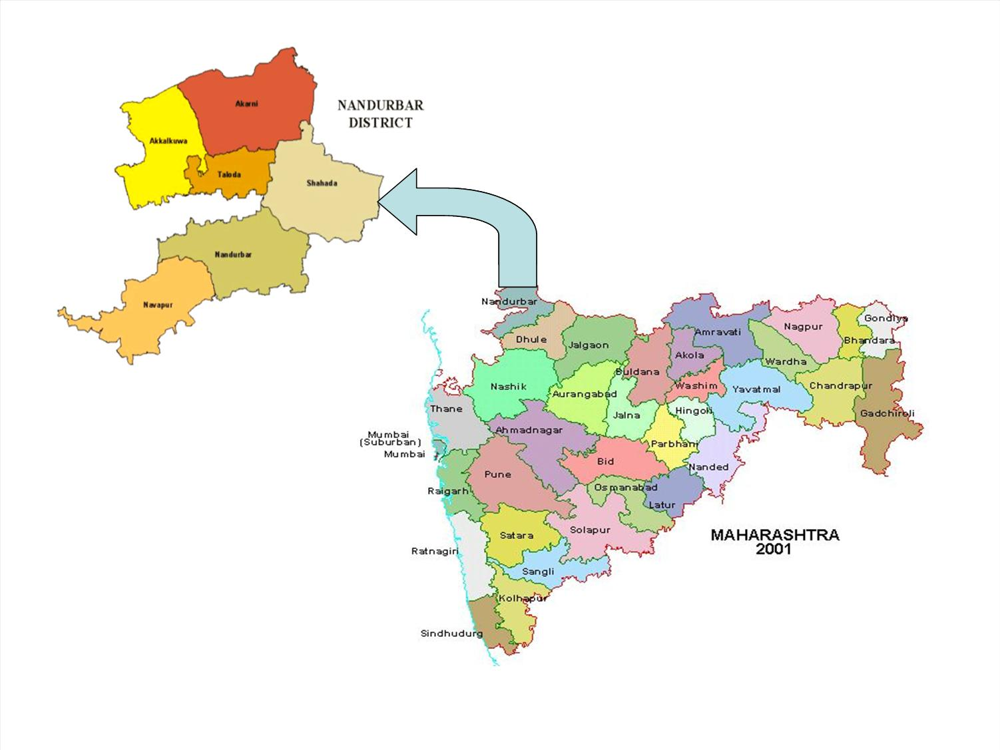 Akarni
NANDURBAR
DISTRICT
Akkalkuwa
Taloda
Shahada
Nandurbar
Navapur
Nandurbar
Dhule
Jalgaon
Buldana
Akola
Amravati
Nagpur
Gondiya
Bhandara
Wardha
Washim
Yavatmal
Chandrapur
Gadchiroli
Nashik
Aurangabad
Jalna
Hingoli
Thane
Ahmadnagar
Parbhani
Mumbai
(Suburban)
Mumbai
Bid
Nanded
Pune
Raigarh
Osmanabad
Latur
Satara
Solapur
MAHARASHTRA
2001
Ratnagiri
Sangli
Kolhapur
Sindhudurg